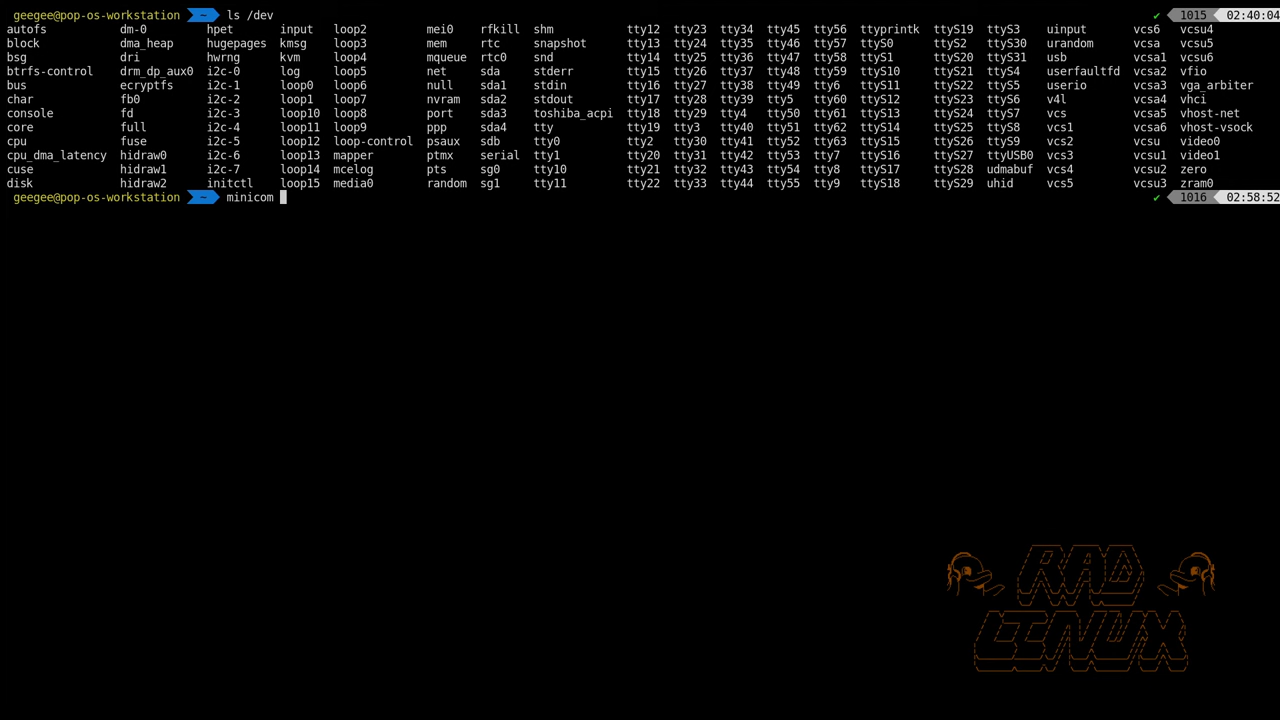 geegee@pop-os-workstation ~ ls /dev ✔ 1015 02:40:04
autofs dm-0 hpet input loop2 mei0 rfkill shm tty12 tty23 tty34 tty45 tty56 ttyprintk ttyS19 ttyS3 uinput vcs6 vcsu4
block dma_heap hugepages kmsg loop3 mem rtc snapshot tty13 tty24 tty35 tty46 tty57 ttyS0 ttyS2 ttyS30 urandom vcsa vcsu5
bsg dri hwrng kvm loop4 mqueue rtc0 snd tty14 tty25 tty36 tty47 tty58 ttyS1 ttyS20 ttyS31 usb vcsa1 vcsu6
btrfs-control drm_dp_aux0 i2c-0 log loop5 net sda stderr tty15 tty26 tty37 tty48 tty59 ttyS10 ttyS21 ttyS4 userfaultfd vcsa2 vfio
bus ecryptfs i2c-1 loop0 loop6 null sda1 stdin tty16 tty27 tty38 tty49 tty6 ttyS11 ttyS22 ttyS5 userio vcsa3 vga_arbiter
char fb0 i2c-2 loop1 loop7 nvram sda2 stdout tty17 tty28 tty39 tty5 tty60 ttyS12 ttyS23 ttyS6 v4l vcsa4 vhci
console fd i2c-3 loop10 loop8 port sda3 toshiba_acpi tty18 tty29 tty4 tty50 tty61 ttyS13 ttyS24 ttyS7 vcs vcsa5 vhost-net
core full i2c-4 loop11 loop9 ppp sda4 tty tty19 tty3 tty40 tty51 tty62 ttyS14 ttyS25 ttyS8 vcs1 vcsa6 vhost-vsock
cpu fuse i2c-5 loop12 loop-control psaux sdb tty0 tty2 tty30 tty41 tty52 tty63 ttyS15 ttyS26 ttyS9 vcs2 vcsu video0
cpu_dma_latency hidraw0 i2c-6 loop13 mapper ptmx serial tty1 tty20 tty31 tty42 tty53 tty7 ttyS16 ttyS27 ttyUSB0 vcs3 vcsu1 video1
cuse hidraw1 i2c-7 loop14 mcelog pts sg0 tty10 tty21 tty32 tty43 tty54 tty8 ttyS17 ttyS28 udmabuf vcs4 vcsu2 zero
disk hidraw2 initctl loop15 media0 random sg1 tty11 tty22 tty33 tty44 tty55 tty9 ttyS18 ttyS29 uhid vcs5 vcsu3 zram0
geegee@pop-os-workstation ~ minicom ✔ 1016 02:58:52
RAD
LINUX